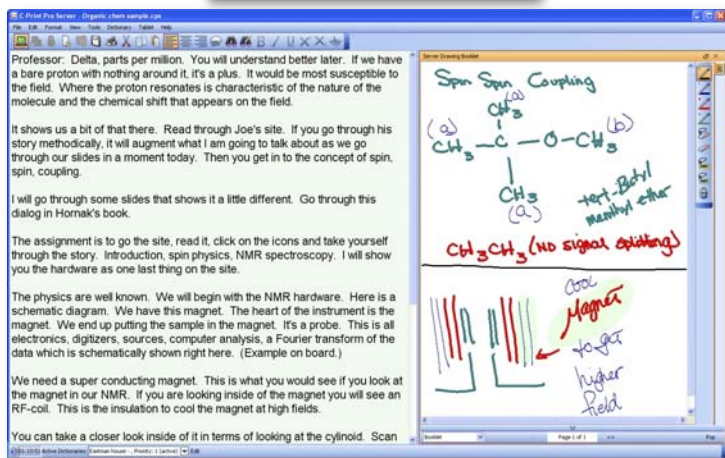 C-Print Pro Server - Organic chem sample.cps
File Edit Format View Tools Dictionary Tablet Help
Professor: Delta, parts per million. You will understand better later. If we have
a bare proton with nothing around it, it's a plus. It would be most susceptible to
the field. Where the proton resonates is characteristic of the nature of the
molecule and the chemical shift that appears on the field.
It shows us a bit of that there. Read through Joe's site. If you go through his
story methodically, it will augment what I am going to talk about as we go
through our slides in a moment today. Then you get in to the concept of spin,
spin, coupling.
I will go through some slides that shows it a little different. Go through this
dialog in Hornak's book.
The assignment is to go the site, read it, click on the icons and take yourself
through the story. Introduction, spin physics, NMR spectroscopy. I will show
you the hardware as one last thing on the site.
The physics are well known. We will begin with the NMR hardware. Here is a
schematic diagram. We have this magnet. The heart of the instrument is the
magnet. We end up putting the sample in the magnet. It's a probe. This is all
electronics, digitizers, sources, computer analysis, a Fourier transform of the
data which is schematically shown right here. (Example on board.)
We need a super conducting magnet. This is what you would see if you look at
the magnet in our NMR. If you are looking inside of the magnet you will see an
RF-coil. This is the insulation to cool the magnet at high fields.
You can take a closer look inside of it in terms of looking at the cylinoid. Scan
Active Dictionaries: Eastman house - , Priority: 1 (active) Edit
Server Drawing Booklet
Spin Spin Coupling
(a)
CH3
(a) (b)
CH3 — C — O — CH3
CH3
(a)
tert-Butyl
methyl ether
CH3CH3 (NO signal splitting)
cool
Magnet
to get
higher
field
Booklet Page 1 of 1 Pop